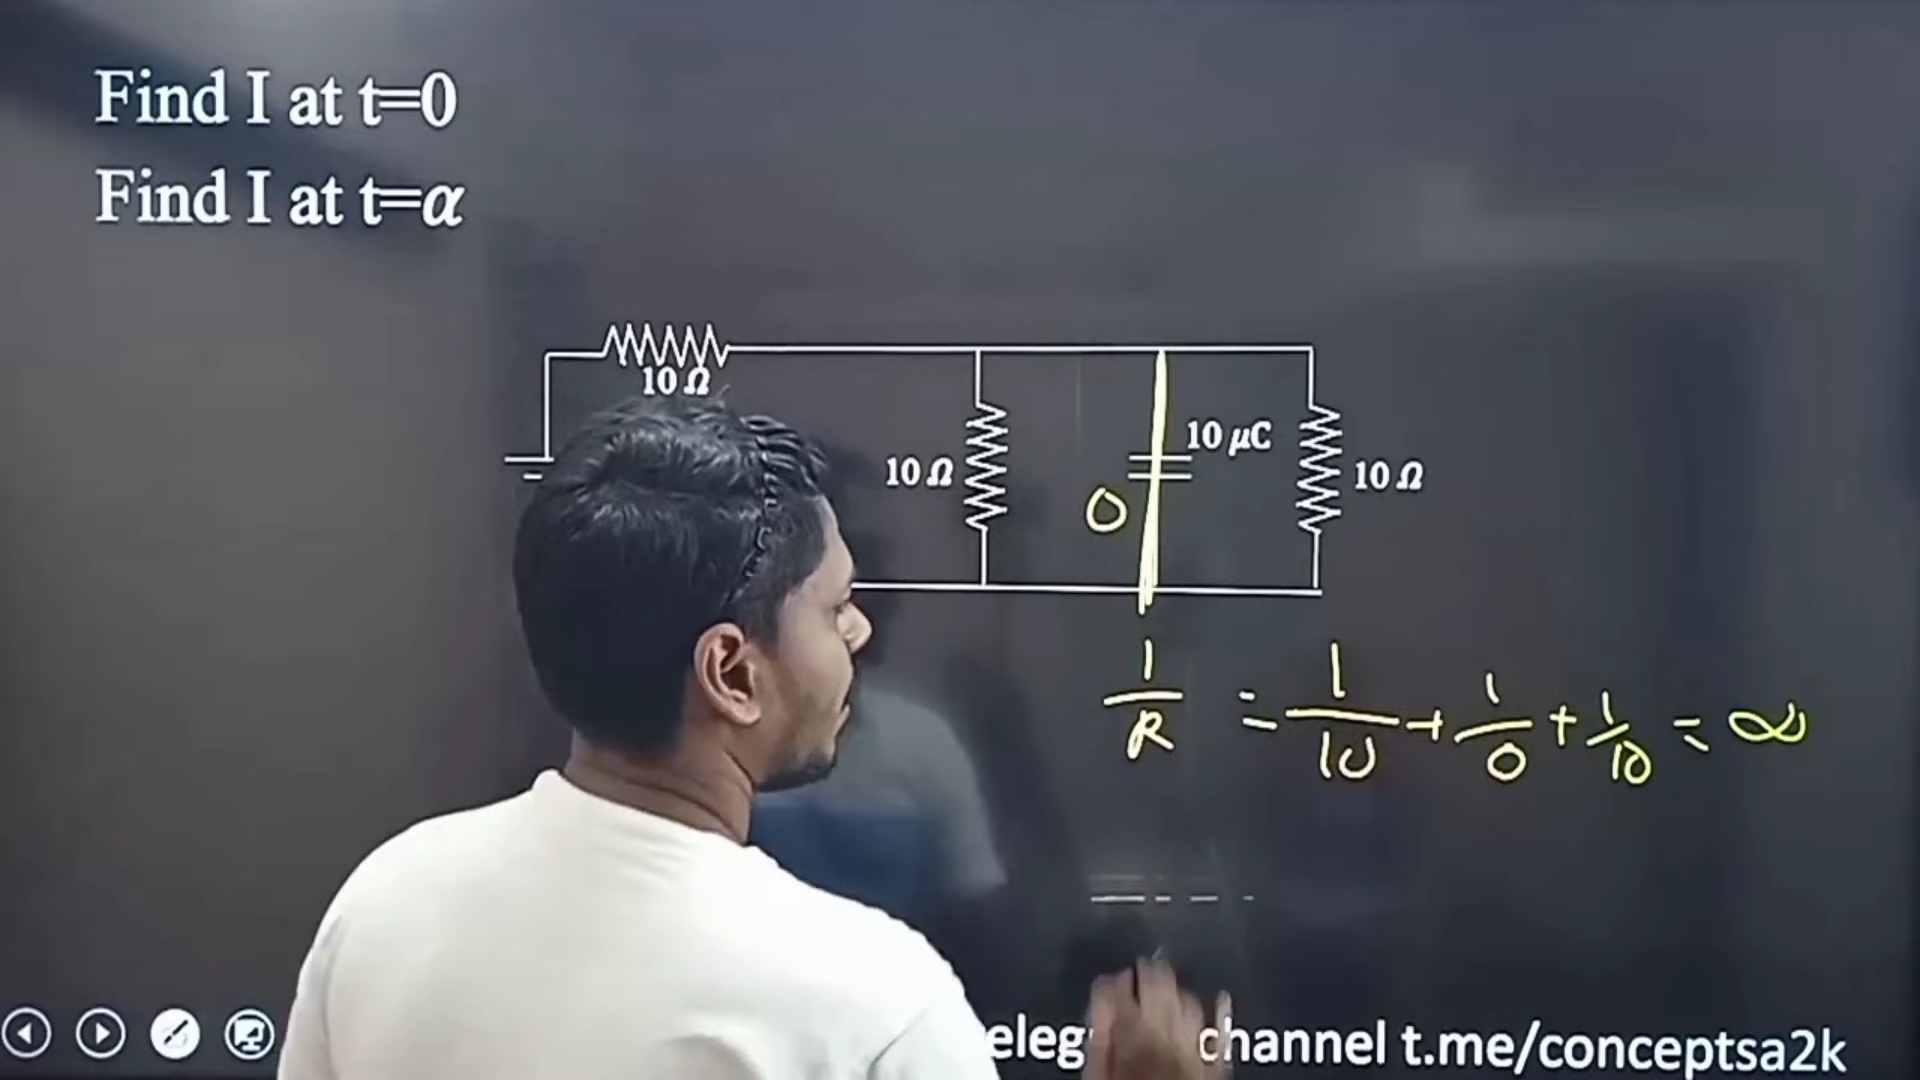 Find I at t=0
Find I at t=α
10 Ω
10 Ω
10 μC
10 Ω
0
1/R = 1/10 + 1/0 + 1/10 = ∞
channel t.me/conceptsa2k